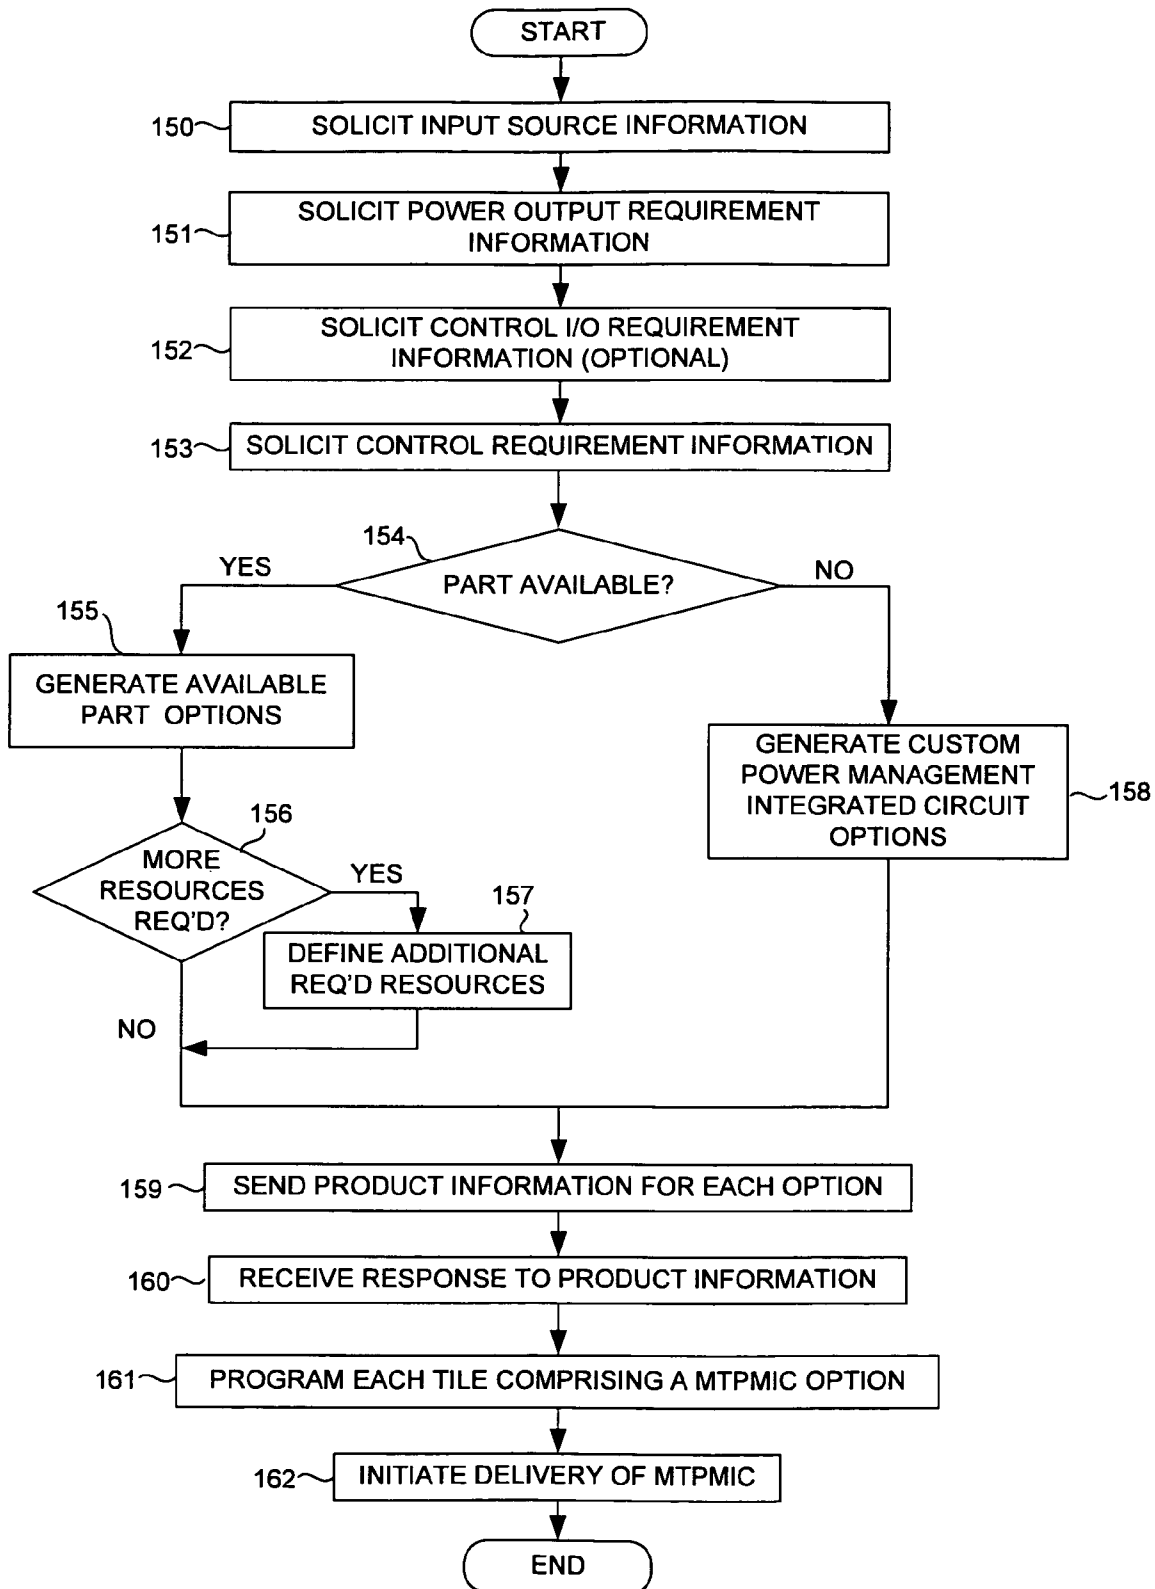 START
150
SOLICIT INPUT SOURCE INFORMATION
151
SOLICIT POWER OUTPUT REQUIREMENT
INFORMATION
152
SOLICIT CONTROL I/O REQUIREMENT
INFORMATION (OPTIONAL)
153
SOLICIT CONTROL REQUIREMENT INFORMATION
154
PART AVAILABLE?
YES
NO
155
GENERATE AVAILABLE
PART OPTIONS
156
MORE
RESOURCES
REQ'D?
YES
157
DEFINE ADDITIONAL
REQ'D RESOURCES
NO
GENERATE CUSTOM
POWER MANAGEMENT
INTEGRATED CIRCUIT
OPTIONS
158
159
SEND PRODUCT INFORMATION FOR EACH OPTION
160
RECEIVE RESPONSE TO PRODUCT INFORMATION
161
PROGRAM EACH TILE COMPRISING A MTPMIC OPTION
162
INITIATE DELIVERY OF MTPMIC
END